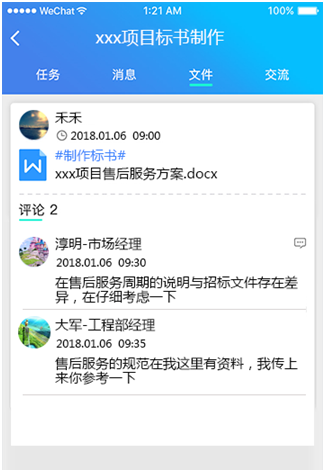 WeChat 1:21 AM 100%
xxx项目标书制作
任务 消息 文件 交流
禾禾
2018.01.06 09:00
#制作标书#
W
xxx项目售后服务方案.docx
评论 2
淳明-市场经理
2018.01.06 09:30
在售后服务周期的说明与招标文件存在差
异，在仔细考虑一下
大军-工程部经理
2018.01.06 09:35
售后服务的规范在我这里有资料，我传上
来你参考一下